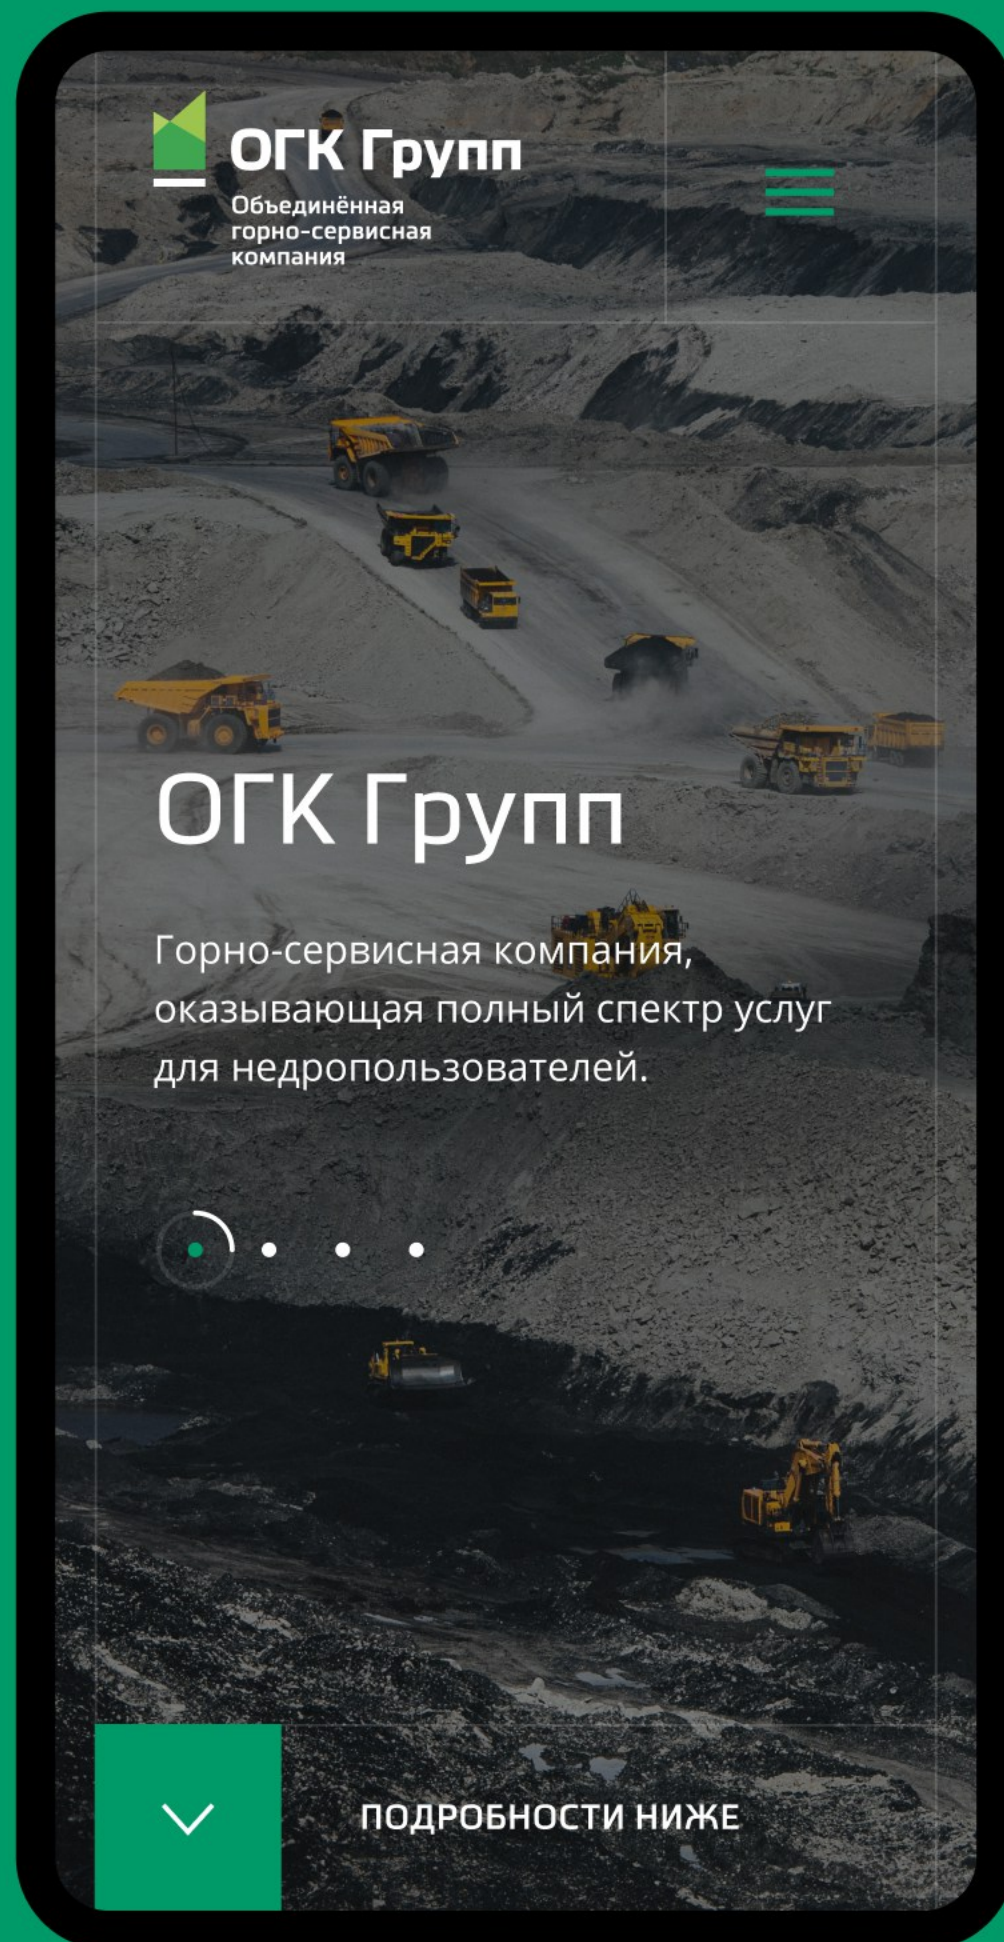 ОГК Групп
Объединённая
горно-сервисная
компания
ОГК Групп
Горно-сервисная компания,
оказывающая полный спектр услуг
для недропользователей.
ПОДРОБНОСТИ НИЖЕ